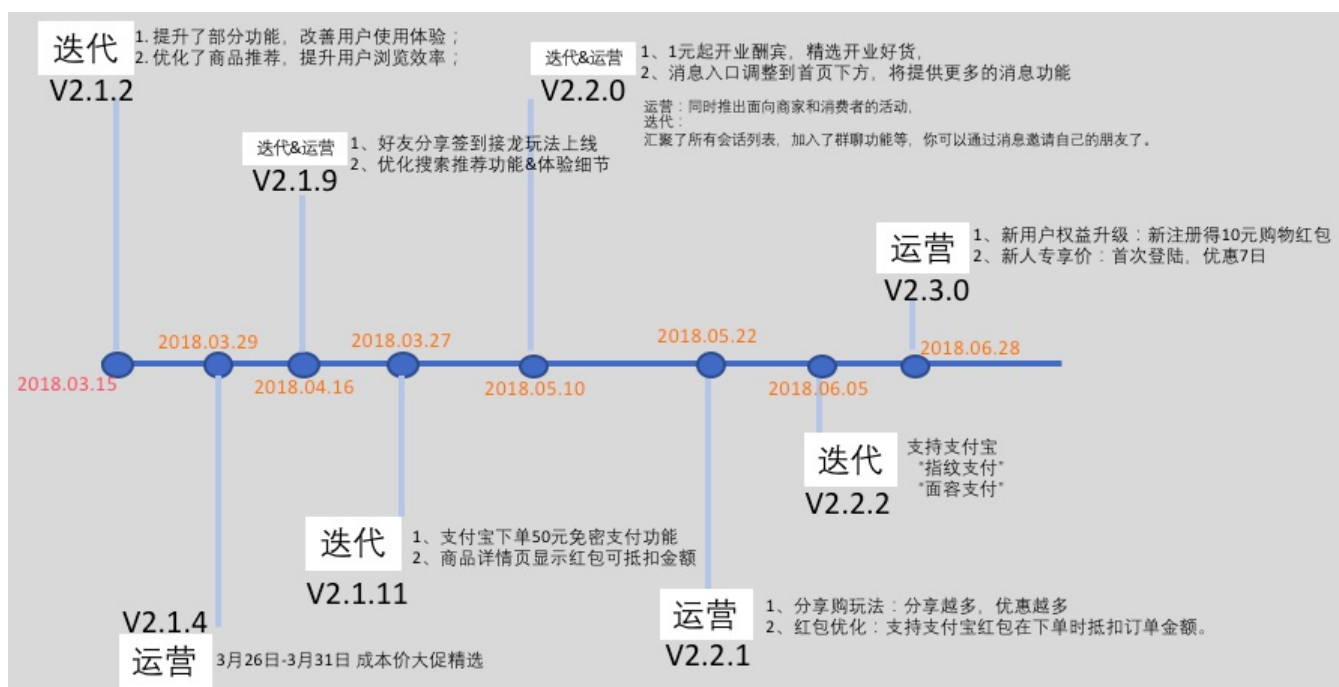 迭代
V2.1.2
1. 提升了部分功能，改善用户使用体验；
2. 优化了商品推荐，提升用户浏览效率；
迭代&运营
V2.2.0
1、1元起开业酬宾，精选开业好货，
2、消息入口调整到首页下方，将提供更多的消息功能
运营：同时推出面向商家和消费者的活动，
迭代：
汇聚了所有会话列表，加入了群聊功能等，你可以通过消息邀请自己的朋友了。
迭代&运营
V2.1.9
1、好友分享签到接龙玩法上线
2、优化搜索推荐功能&体验细节
运营
V2.3.0
1、新用户权益升级：新注册得10元购物红包
2、新人专享价：首次登陆，优惠7日
2018.03.15
2018.03.29
2018.04.16
2018.03.27
2018.05.10
2018.05.22
2018.06.05
2018.06.28
迭代
V2.2.2
支持支付宝
"指纹支付"
"面容支付"
迭代
V2.1.11
1、支付宝下单50元免密支付功能
2、商品详情页显示红包可抵扣金额
V2.1.4
运营
3月26日-3月31日 成本价大促精选
运营
V2.2.1
1、分享购玩法：分享越多，优惠越多
2、红包优化：支持支付宝红包在下单时抵扣订单金额。